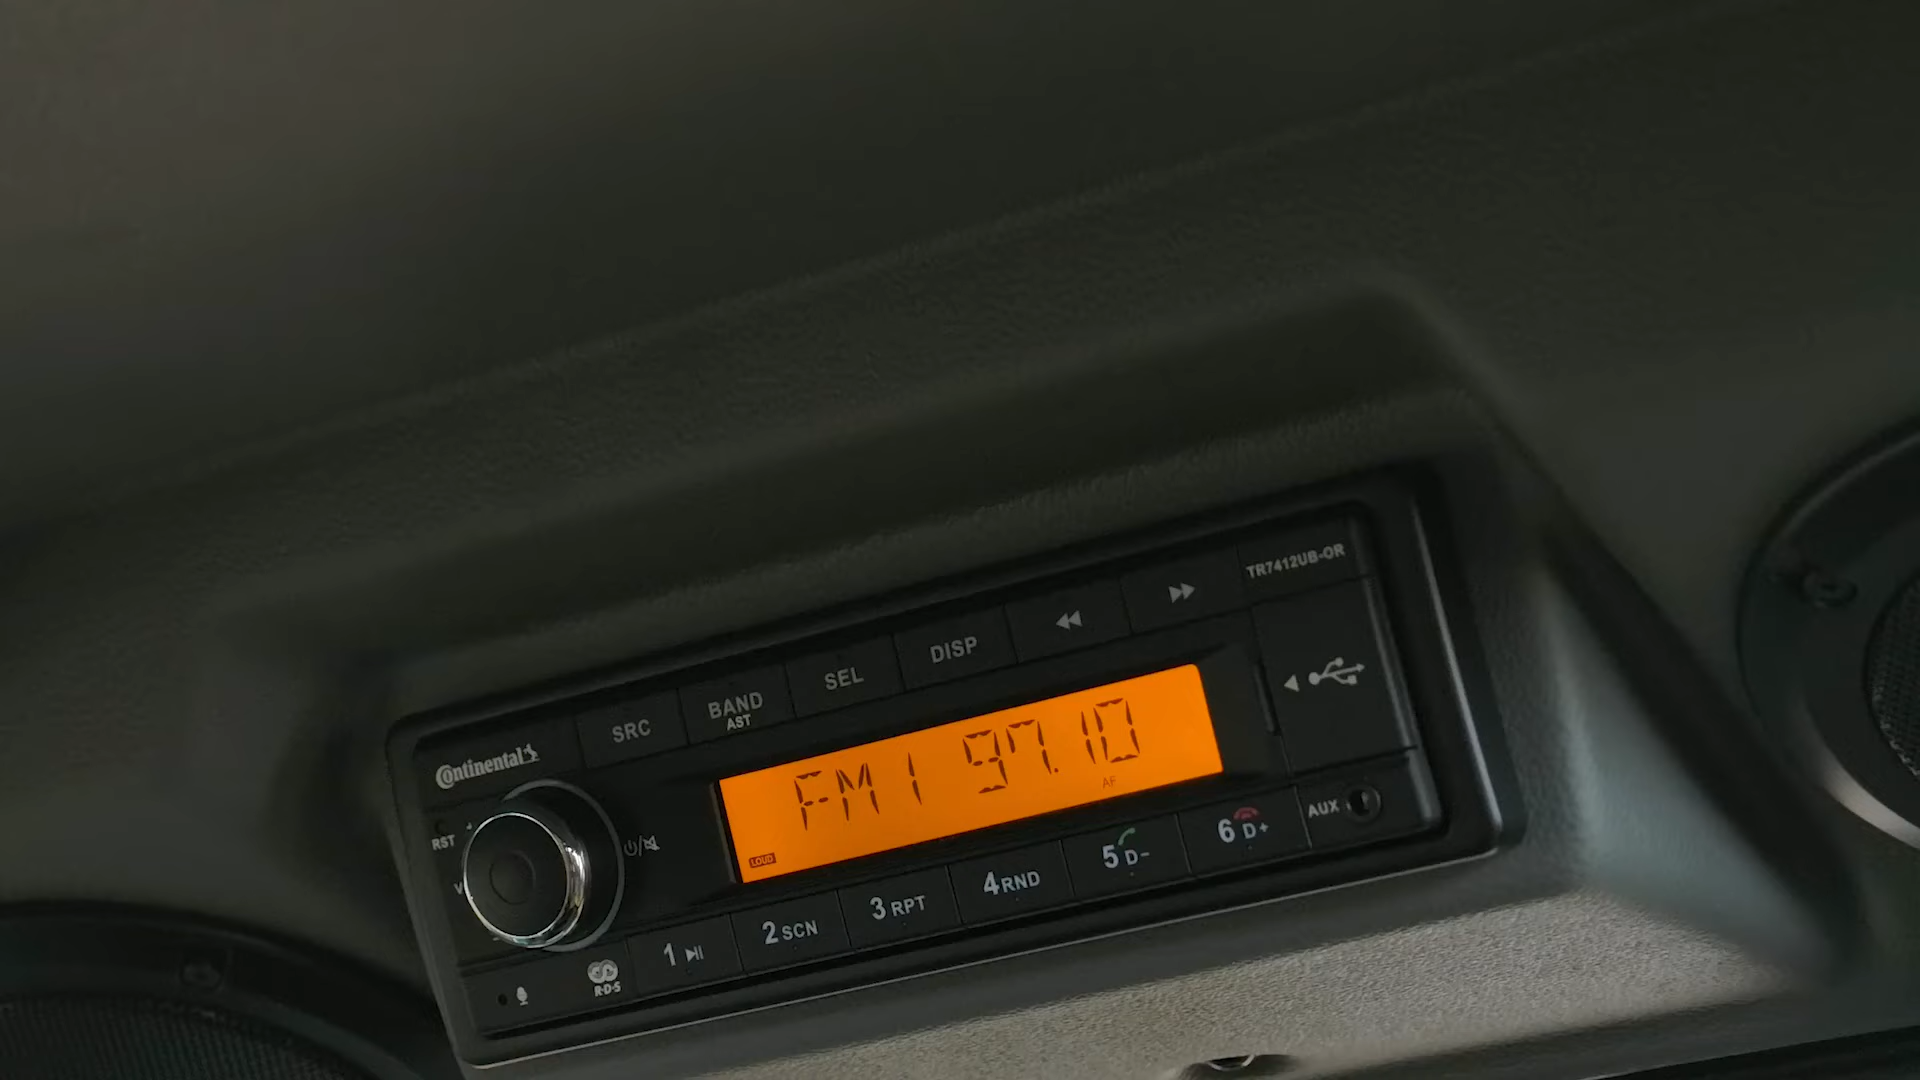 TR7412UB-OR
SRC
BAND
AST
SEL
DISP
Continental
RST
FM1 97.10
AF
LOUD
1
2 SCN
3 RPT
4 RND
5 D-
6 D+
AUX
R·D·S